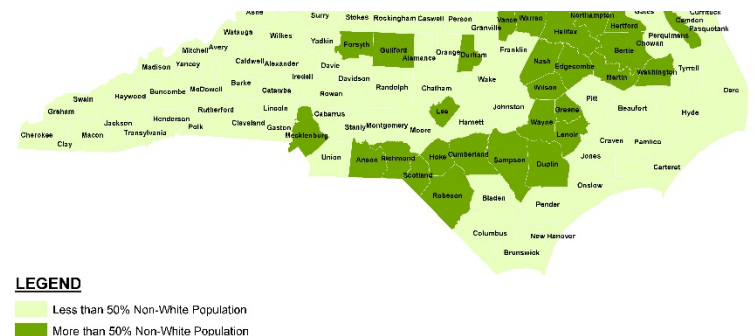 Ashe Surry Stokes Rockingham Caswell Person Vance Warren Northampton Gates Currituck
Camden
Pasquotank
Granville Halifax Hertford Perquimans
Watauga Wilkes Yadkin Forsyth Guilford Alamance Orange Durham Franklin Bertie Chowan
Mitchell Avery
Madison Yancey Caldwell Alexander Davie Nash Edgecombe Martin Washington Tyrrell
Iredell Davidson Wake
Buncombe McDowell Burke Catawba Rowan Randolph Chatham Wilson Pitt Dare
Swain Haywood
Graham Rutherford Lincoln Cabarrus Lee Johnston Greene Beaufort Hyde
Jackson Henderson Polk Cleveland Gaston Mecklenburg Stanly Montgomery Moore Harnett Wayne Lenoir
Cherokee Macon Transylvania Craven Pamlico
Clay Union Anson Richmond Hoke Cumberland Sampson Duplin Jones
Scotland Carteret
Robeson Bladen Onslow
Pender
Columbus New Hanover
Brunswick
LEGEND
Less than 50% Non-White Population
More than 50% Non-White Population